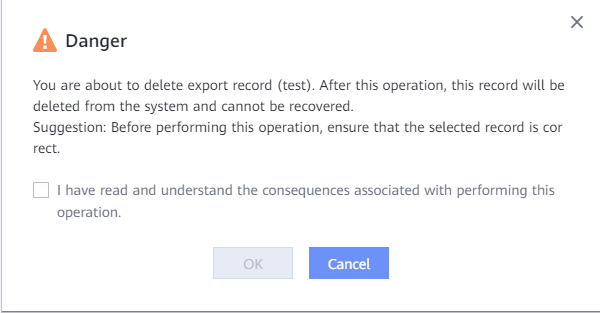 Danger
You are about to delete export record (test). After this operation, this record will be
deleted from the system and cannot be recovered.
Suggestion: Before performing this operation, ensure that the selected record is cor
rect.
I have read and understand the consequences associated with performing this
operation.
OK
Cancel